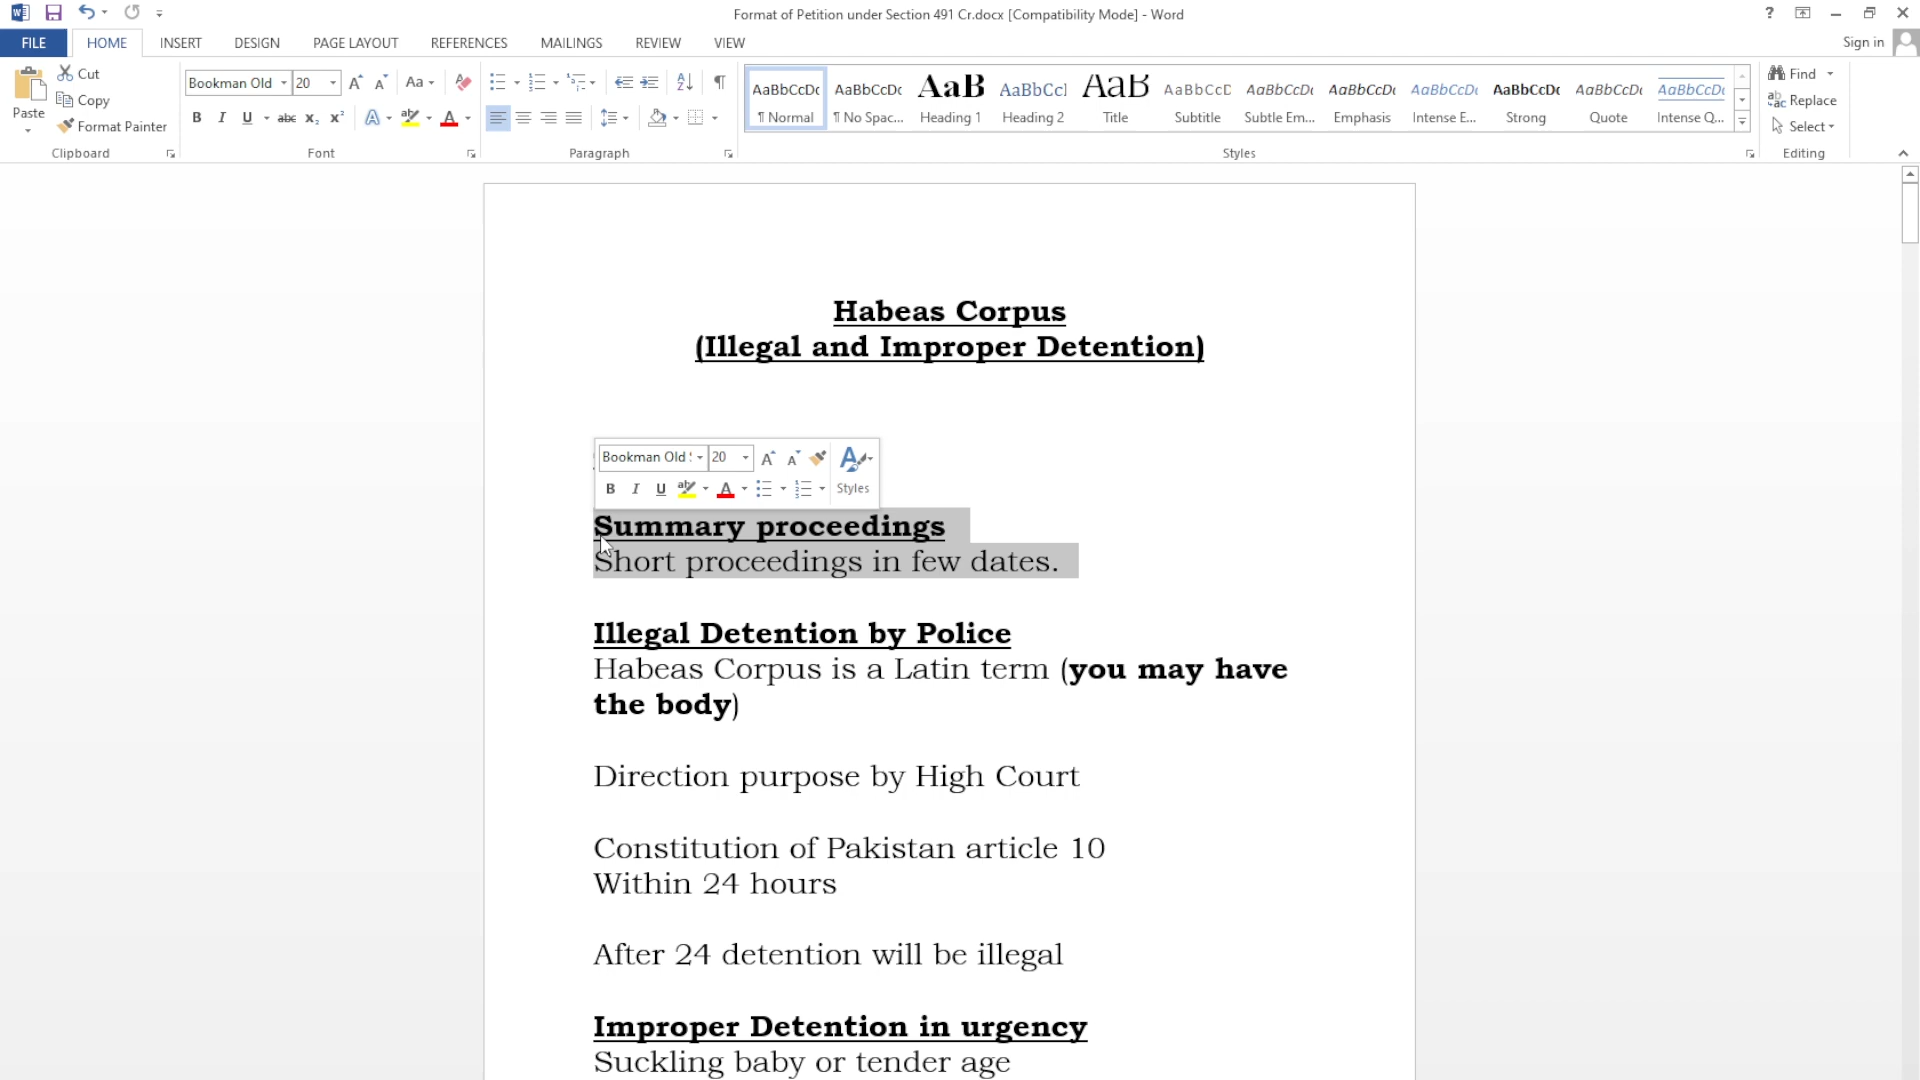 Format of Petition under Section 491 Cr.docx [Compatibility Mode] - Word
?
FILE HOME INSERT DESIGN PAGE LAYOUT REFERENCES MAILINGS REVIEW VIEW Sign in
Paste
Cut
Copy
Format Painter
Clipboard
Bookman Old 20 Aa
B I U abc X₂ X² A ab A
Font
Paragraph
AaBbCcDc AaBbCcDc AaB AaBbCcI AaB AaBbCcD AaBbCcDc AaBbCcDc AaBbCcDc AaBbCcDc AaBbCcDc AaBbCcDc
¶ Normal ¶ No Spac... Heading 1 Heading 2 Title Subtitle Subtle Em... Emphasis Intense E... Strong Quote Intense Q...
Styles
Find
Replace
Select
Editing
Habeas Corpus
(Illegal and Improper Detention)
Bookman Old 20
B I U ab A Styles
Summary proceedings
Short proceedings in few dates.
Illegal Detention by Police
Habeas Corpus is a Latin term (you may have
the body)
Direction purpose by High Court
Constitution of Pakistan article 10
Within 24 hours
After 24 detention will be illegal
Improper Detention in urgency
Suckling baby or tender age